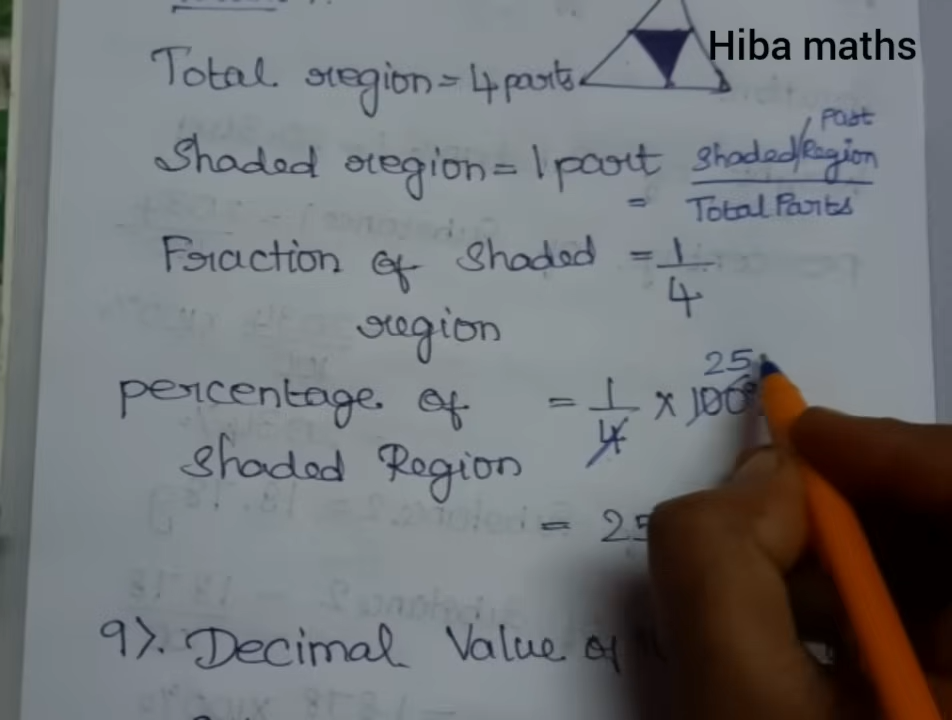 Hiba maths
Total region = 4 parts
Shaded region = 1 part
Shaded/Region Part
= Total Parts
Fraction of Shaded = 1/4
region
percentage of = 1/4 x 100 25
Shaded Region
= 25
9). Decimal Value of